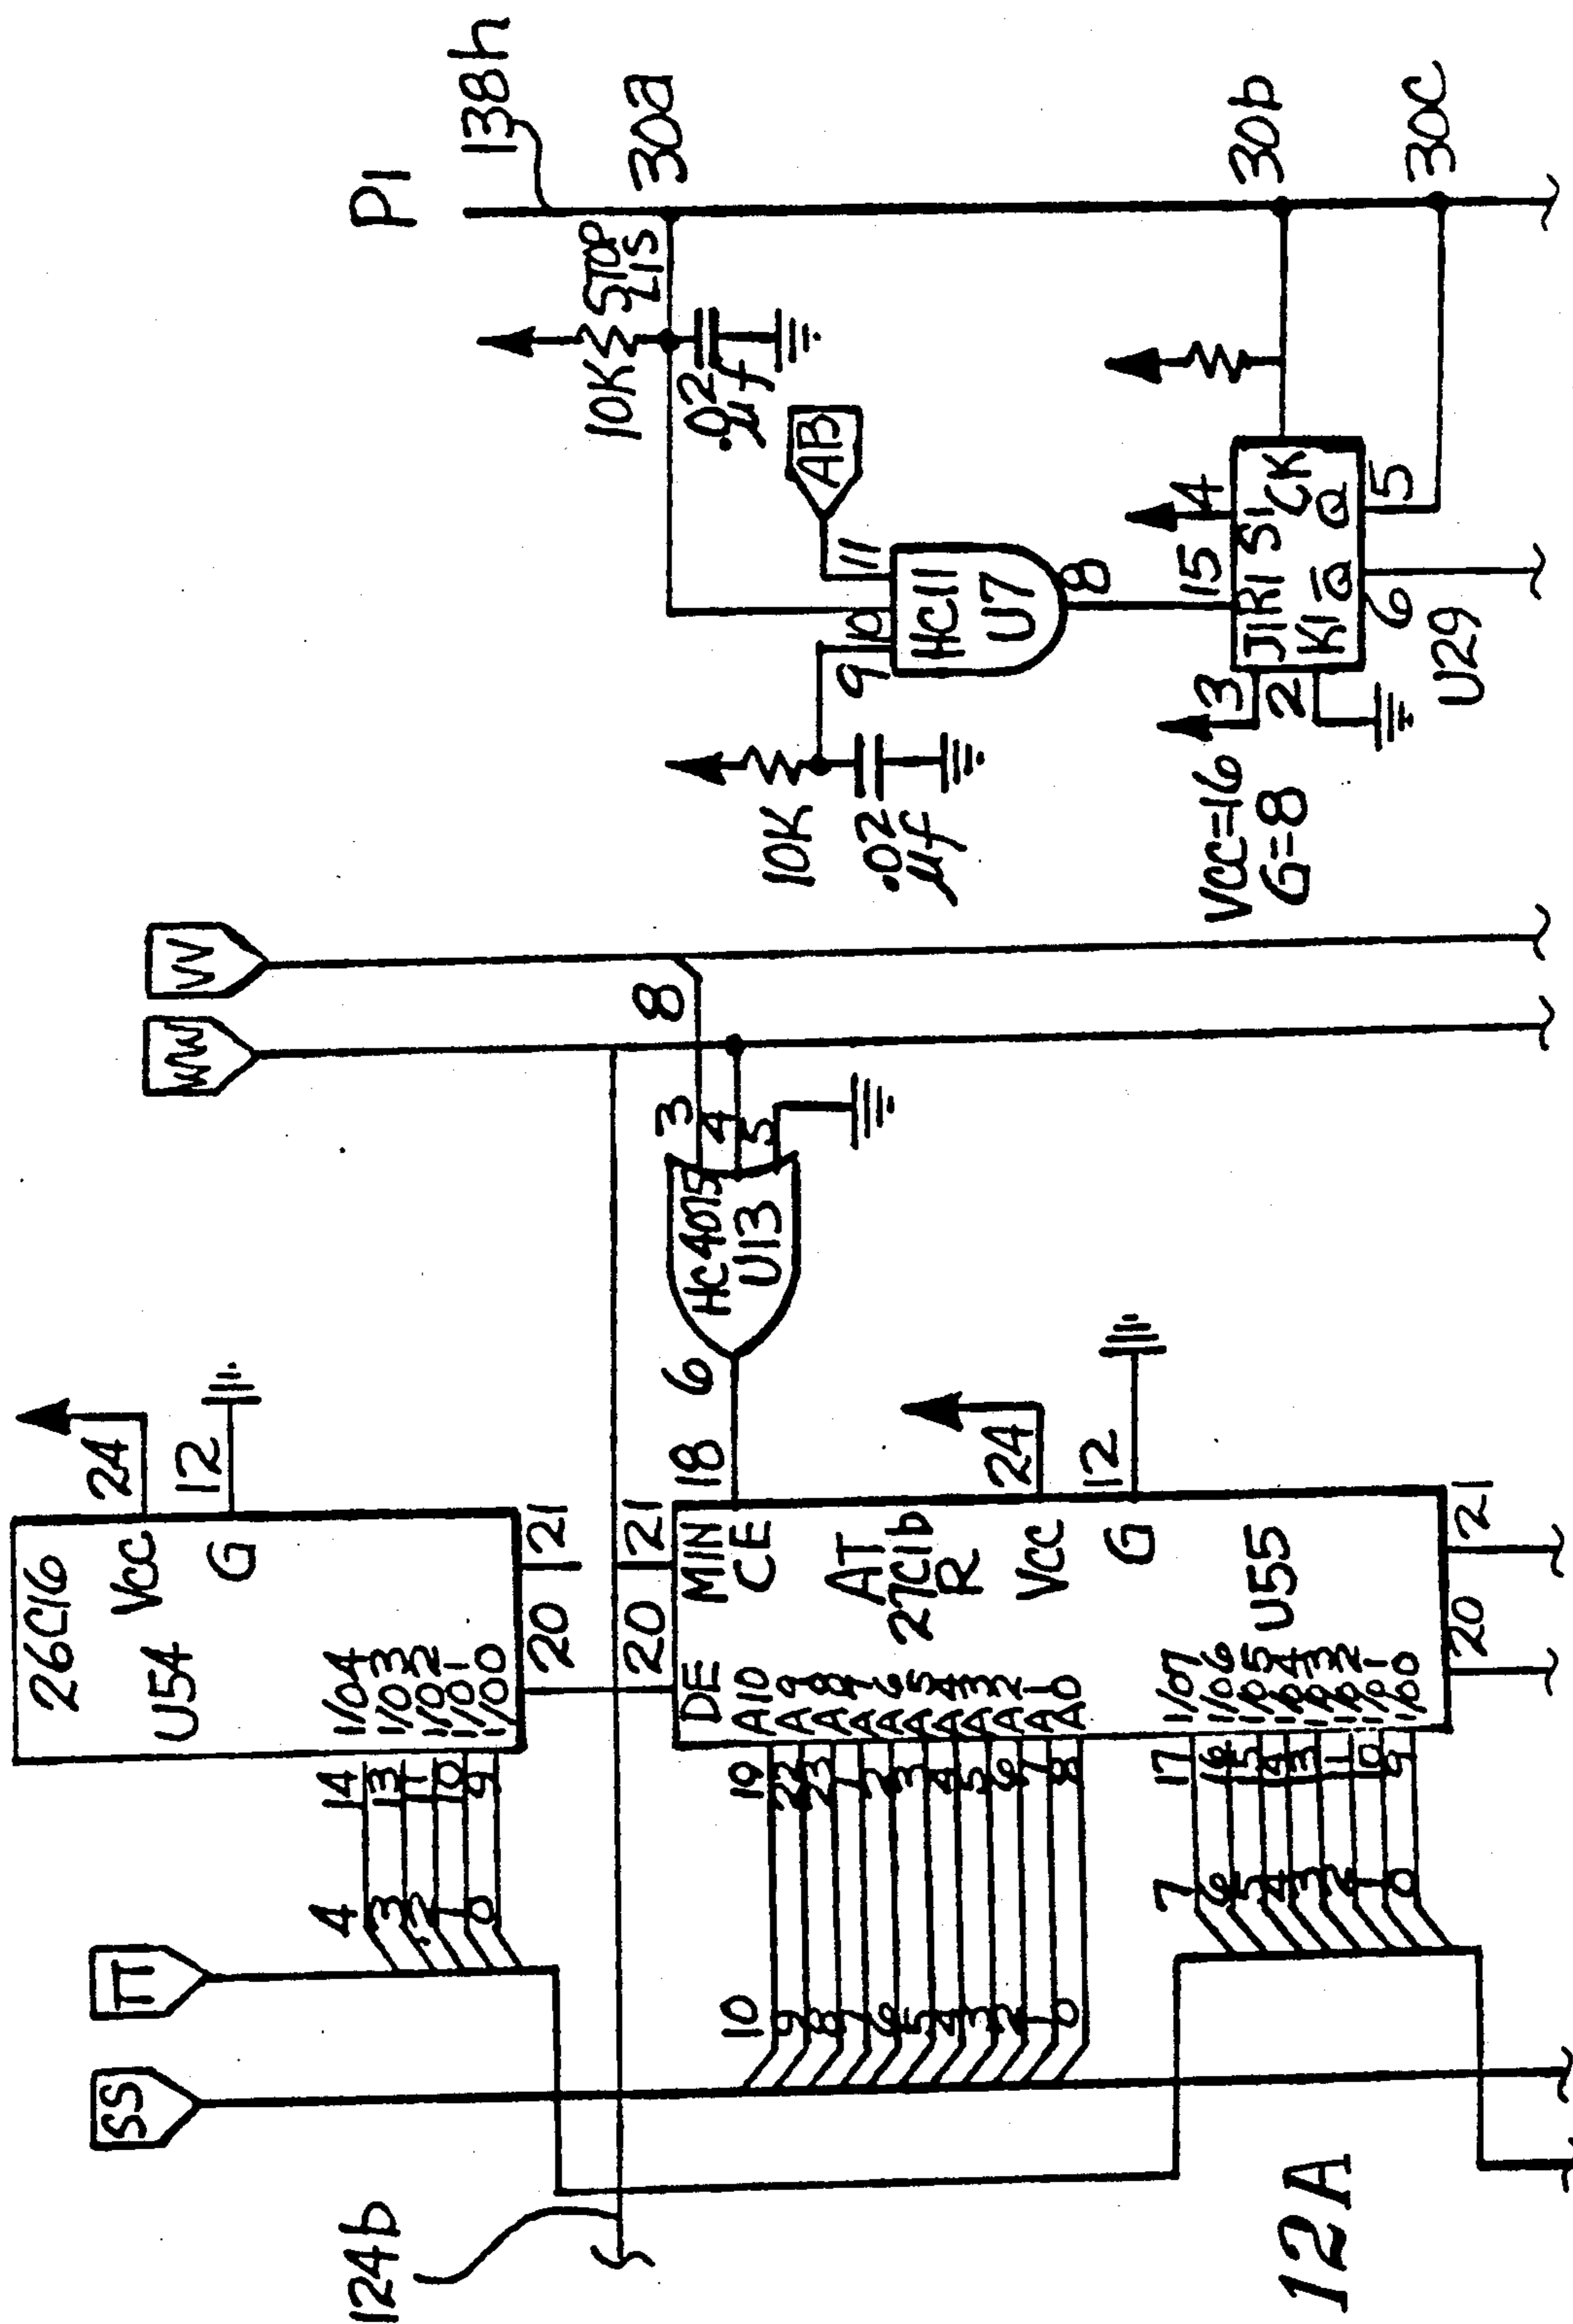 P1
138h
30a
STOP
LIS
10K
.02
µf
AB
11
10
9
HC11
U7
8
10K
.02
µf
30b
30c
15
4
3
2
J1R1 S1
CK
K1 Q̅ Q
6
5
U29
VCC=16
G=8
VV
WW
8
3
4
5
HC4075
U13
6
18
26C16
U54
VCC
24
G
12
I/O4
I/O3
I/O2
I/O1
I/O0
14
13
11
10
9
4
3
2
1
0
20
21
20
21
DE
MIN
CE
AT
27C1b
R
VCC
24
G
12
U55
A10
A9
A8
A7
A6
A5
A4
A3
A2
A1
A0
19
22
23
1
2
3
4
5
6
7
8
10
9
8
7
6
5
4
3
2
1
0
I/O7
I/O6
I/O5
I/O4
I/O3
I/O2
I/O1
I/O0
17
16
15
14
13
11
10
9
7
6
5
4
3
2
1
0
20
21
TT
SS
124b
12A